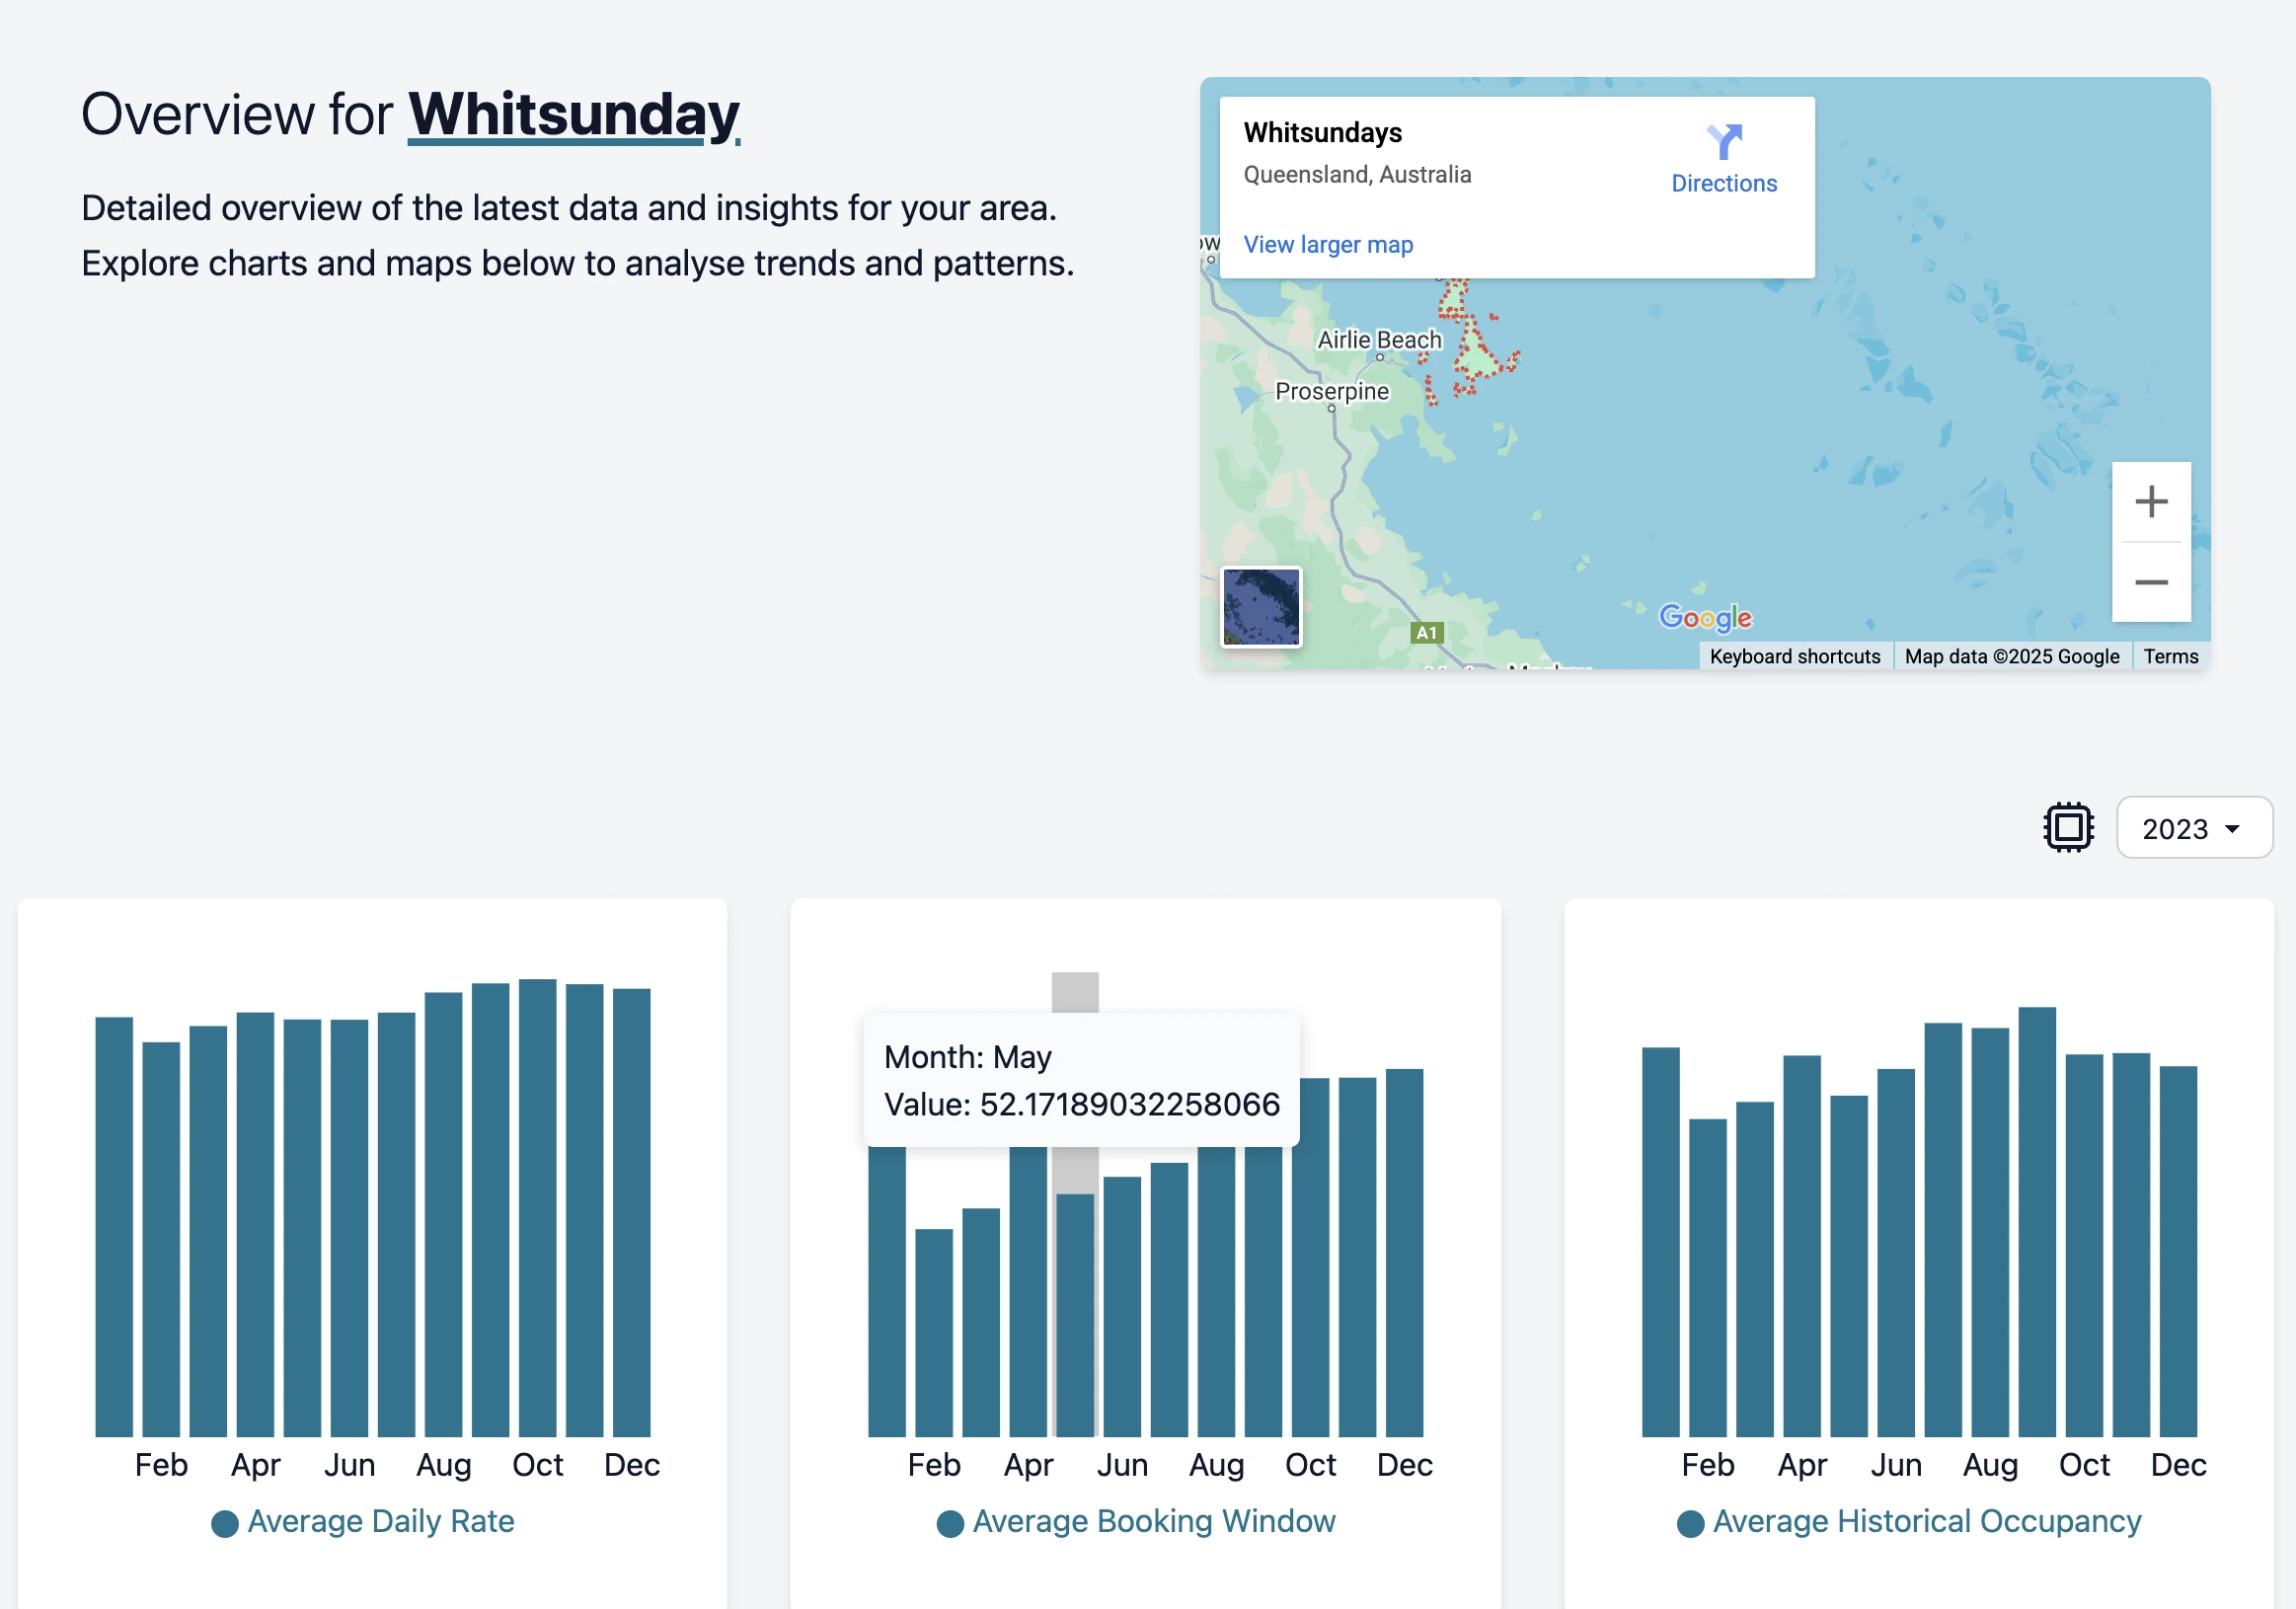 Overview for Whitsunday
Detailed overview of the latest data and insights for your area.
Explore charts and maps below to analyse trends and patterns.
Whitsundays
Queensland, Australia
Directions
View larger map
Airlie Beach
Proserpine
A1
Google
Keyboard shortcuts
Map data ©2025 Google
Terms
2023
Month: May
Value: 52.17189032258066
Feb Apr Jun Aug Oct Dec
Average Daily Rate
Feb Apr Jun Aug Oct Dec
Average Booking Window
Feb Apr Jun Aug Oct Dec
Average Historical Occupancy